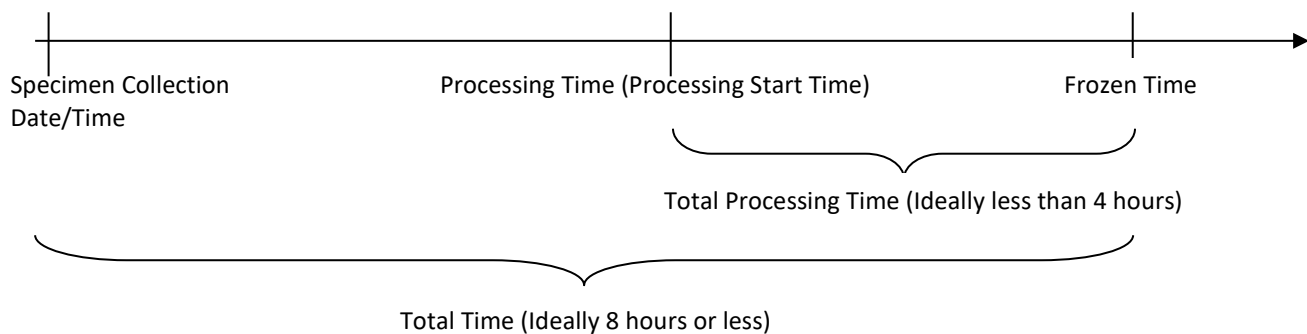 Specimen Collection
Date/Time
Processing Time (Processing Start Time)
Frozen Time
Total Processing Time (Ideally less than 4 hours)
Total Time (Ideally 8 hours or less)